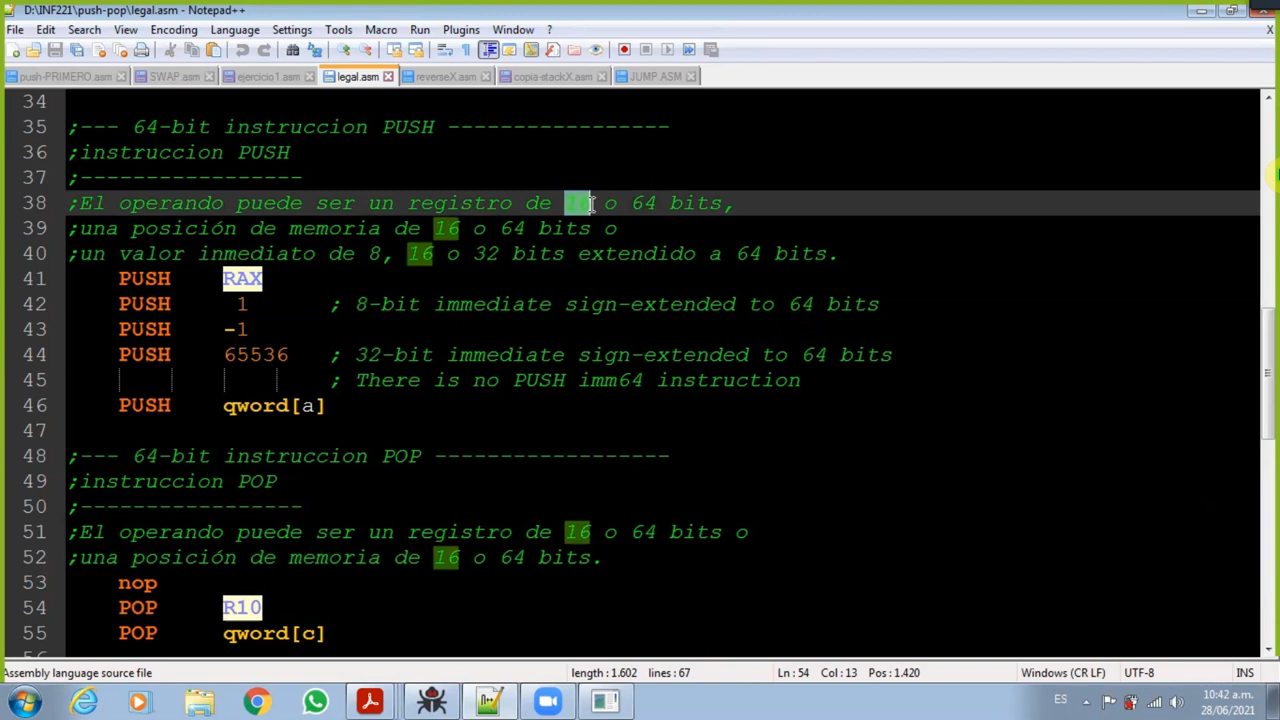 D:\INF221\push-pop\legal.asm - Notepad++
File Edit Search View Encoding Language Settings Tools Macro Run Plugins Window ? X
push-PRIMERO.asm SWAP.asm ejercicio1.asm legal.asm reverseX.asm copia-stackX.asm JUMP.ASM
34
35 ;--- 64-bit instruccion PUSH -----------------
36 ;instruccion PUSH
37 ;-----------------
38 ;El operando puede ser un registro de 16 o 64 bits,
39 ;una posición de memoria de 16 o 64 bits o
40 ;un valor inmediato de 8, 16 o 32 bits extendido a 64 bits.
41 PUSH RAX
42 PUSH 1 ; 8-bit immediate sign-extended to 64 bits
43 PUSH -1
44 PUSH 65536 ; 32-bit immediate sign-extended to 64 bits
45 ; There is no PUSH imm64 instruction
46 PUSH qword[a]
47
48 ;--- 64-bit instruccion POP ------------------
49 ;instruccion POP
50 ;-----------------
51 ;El operando puede ser un registro de 16 o 64 bits o
52 ;una posición de memoria de 16 o 64 bits.
53 nop
54 POP R10
55 POP qword[c]
Assembly language source file length : 1.602 lines : 67 Ln : 54 Col : 13 Pos : 1.420 Windows (CR LF) UTF-8 INS
ES 10:42 a.m.
28/06/2021